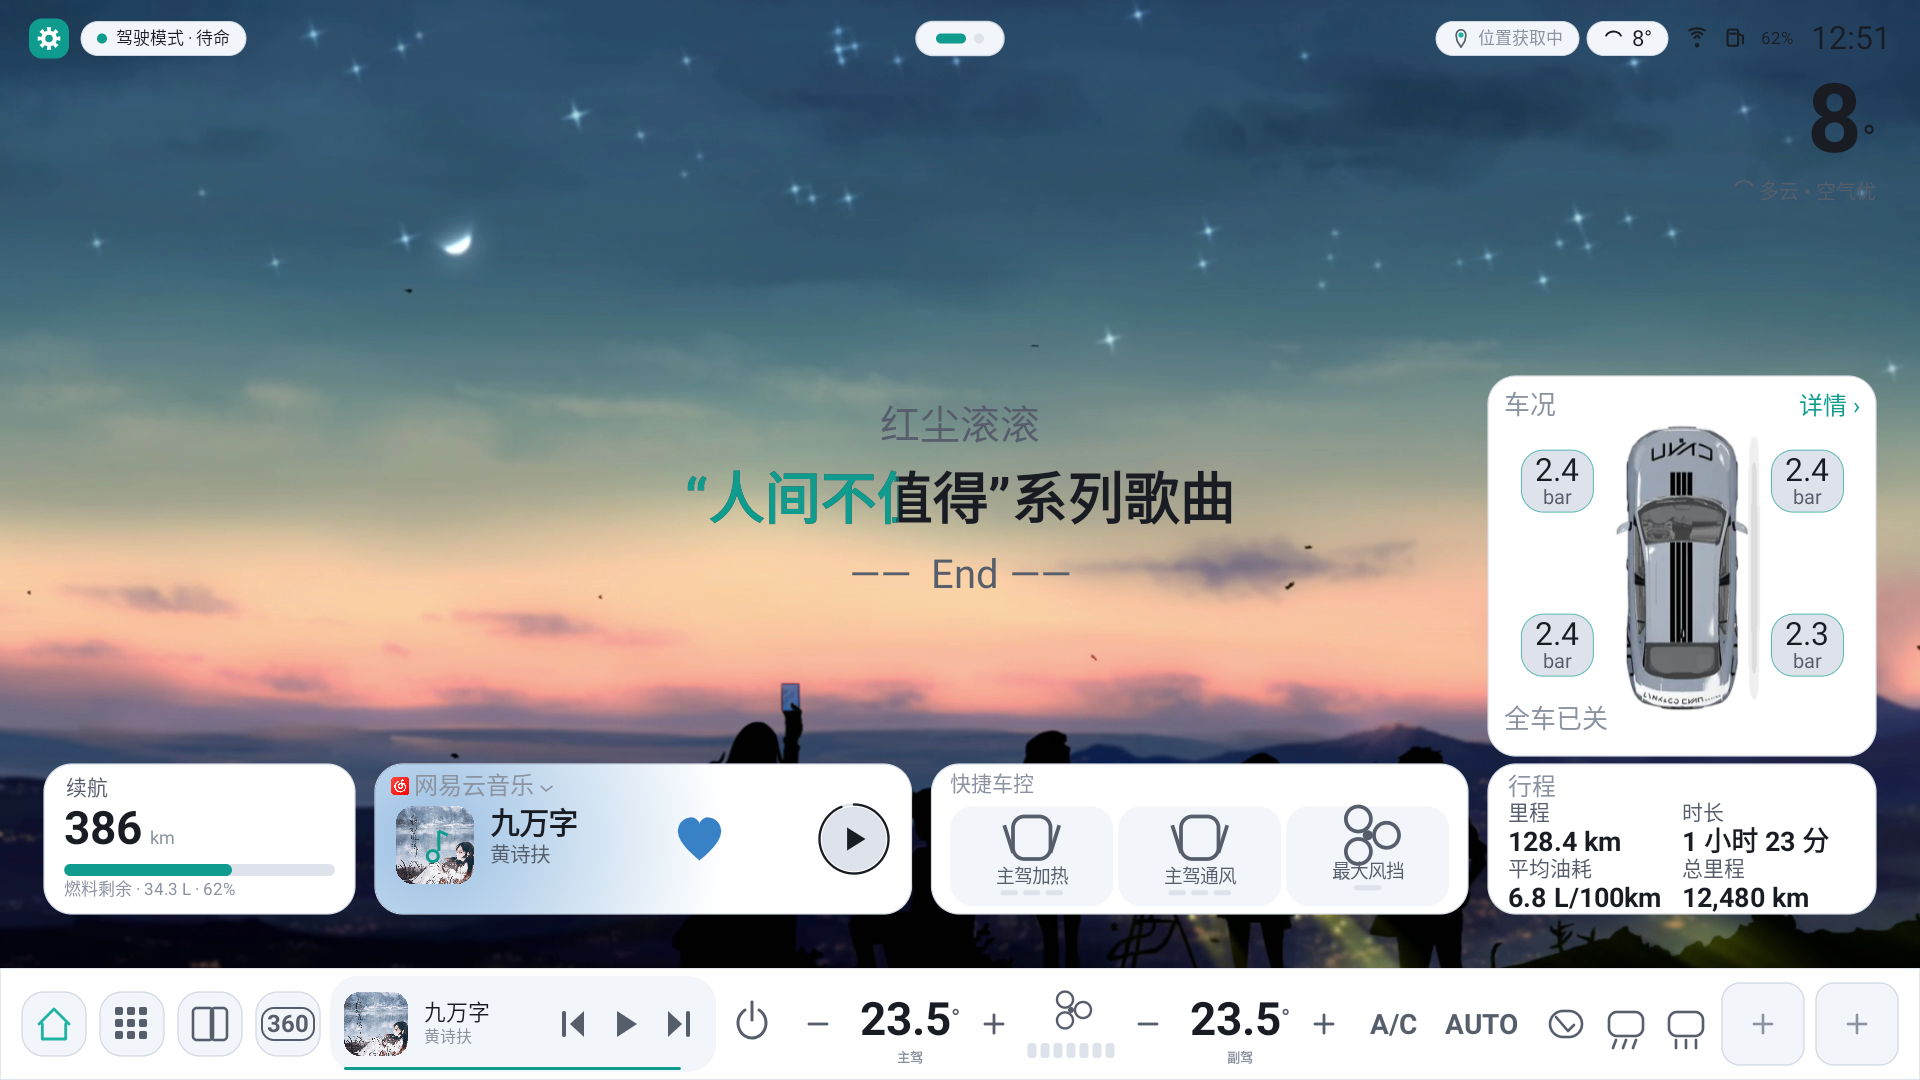 驾驶模式 · 待命
位置获取中
8°
62%
12:51
8°
多云 • 空气优
红尘滚滚
“人间不值得”系列歌曲
—— End ——
车况
详情 ›
2.4
bar
2.4
bar
2.4
bar
2.3
bar
全车已关
续航
386 km
燃料剩余 · 34.3 L · 62%
网易云音乐
九万字
黄诗扶
快捷车控
主驾加热
主驾通风
最大风挡
行程
里程
128.4 km
时长
1 小时 23 分
平均油耗
6.8 L/100km
总里程
12,480 km
360
九万字
黄诗扶
23.5°
主驾
23.5°
副驾
A/C
AUTO